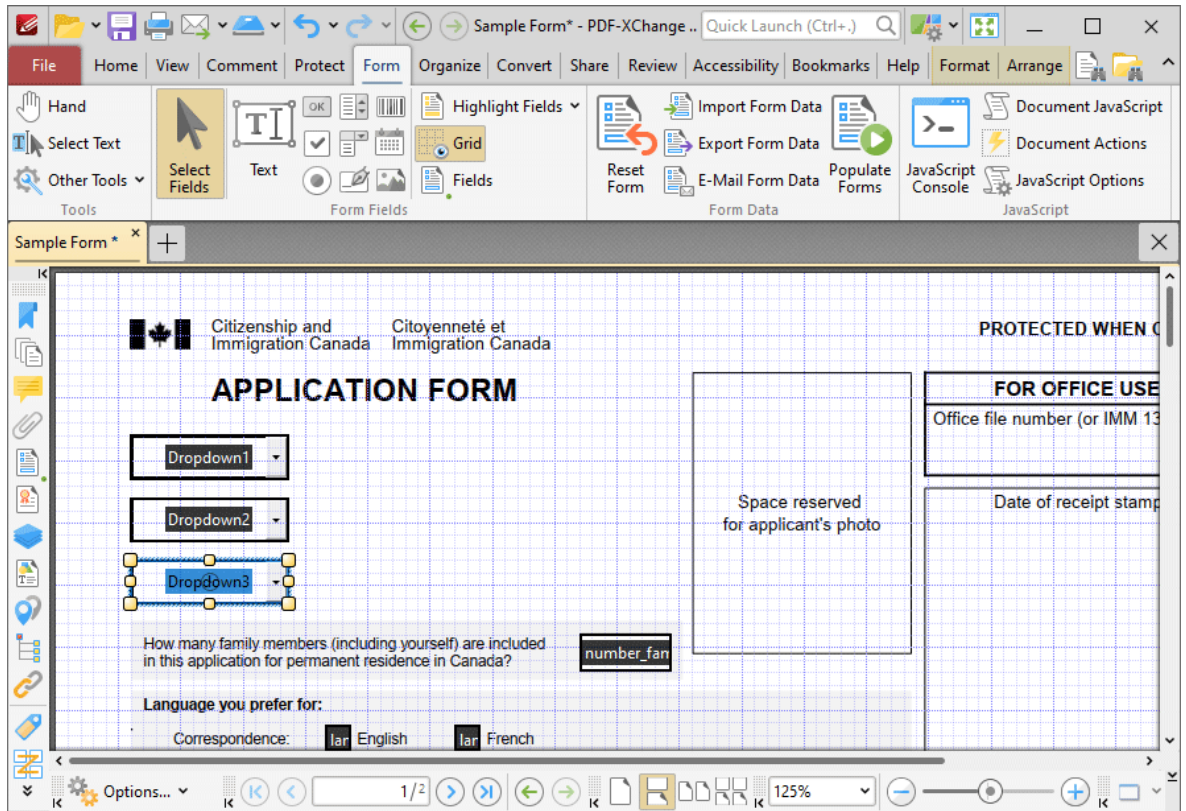 Sample Form* - PDF-XChange ..
Quick Launch (Ctrl+.)
File Home View Comment Protect Form Organize Convert Share Review Accessibility Bookmarks Help Format Arrange
Hand
Select Text
Other Tools
Tools
Select Fields
Text
OK
Highlight Fields
Grid
Fields
Form Fields
Reset Form
Import Form Data
Export Form Data
E-Mail Form Data
Populate Forms
Form Data
JavaScript Console
Document JavaScript
Document Actions
JavaScript Options
JavaScript
Sample Form *
Citizenship and
Immigration Canada
Citoyenneté et
Immigration Canada
PROTECTED WHEN
APPLICATION FORM
FOR OFFICE USE
Office file number (or IMM 13
Dropdown1
Space reserved
for applicant's photo
Date of receipt stamp
Dropdown2
Dropdown3
How many family members (including yourself) are included
in this application for permanent residence in Canada?
number_fam
Language you prefer for:
Correspondence: lar English lar French
Options... 1/2 125%